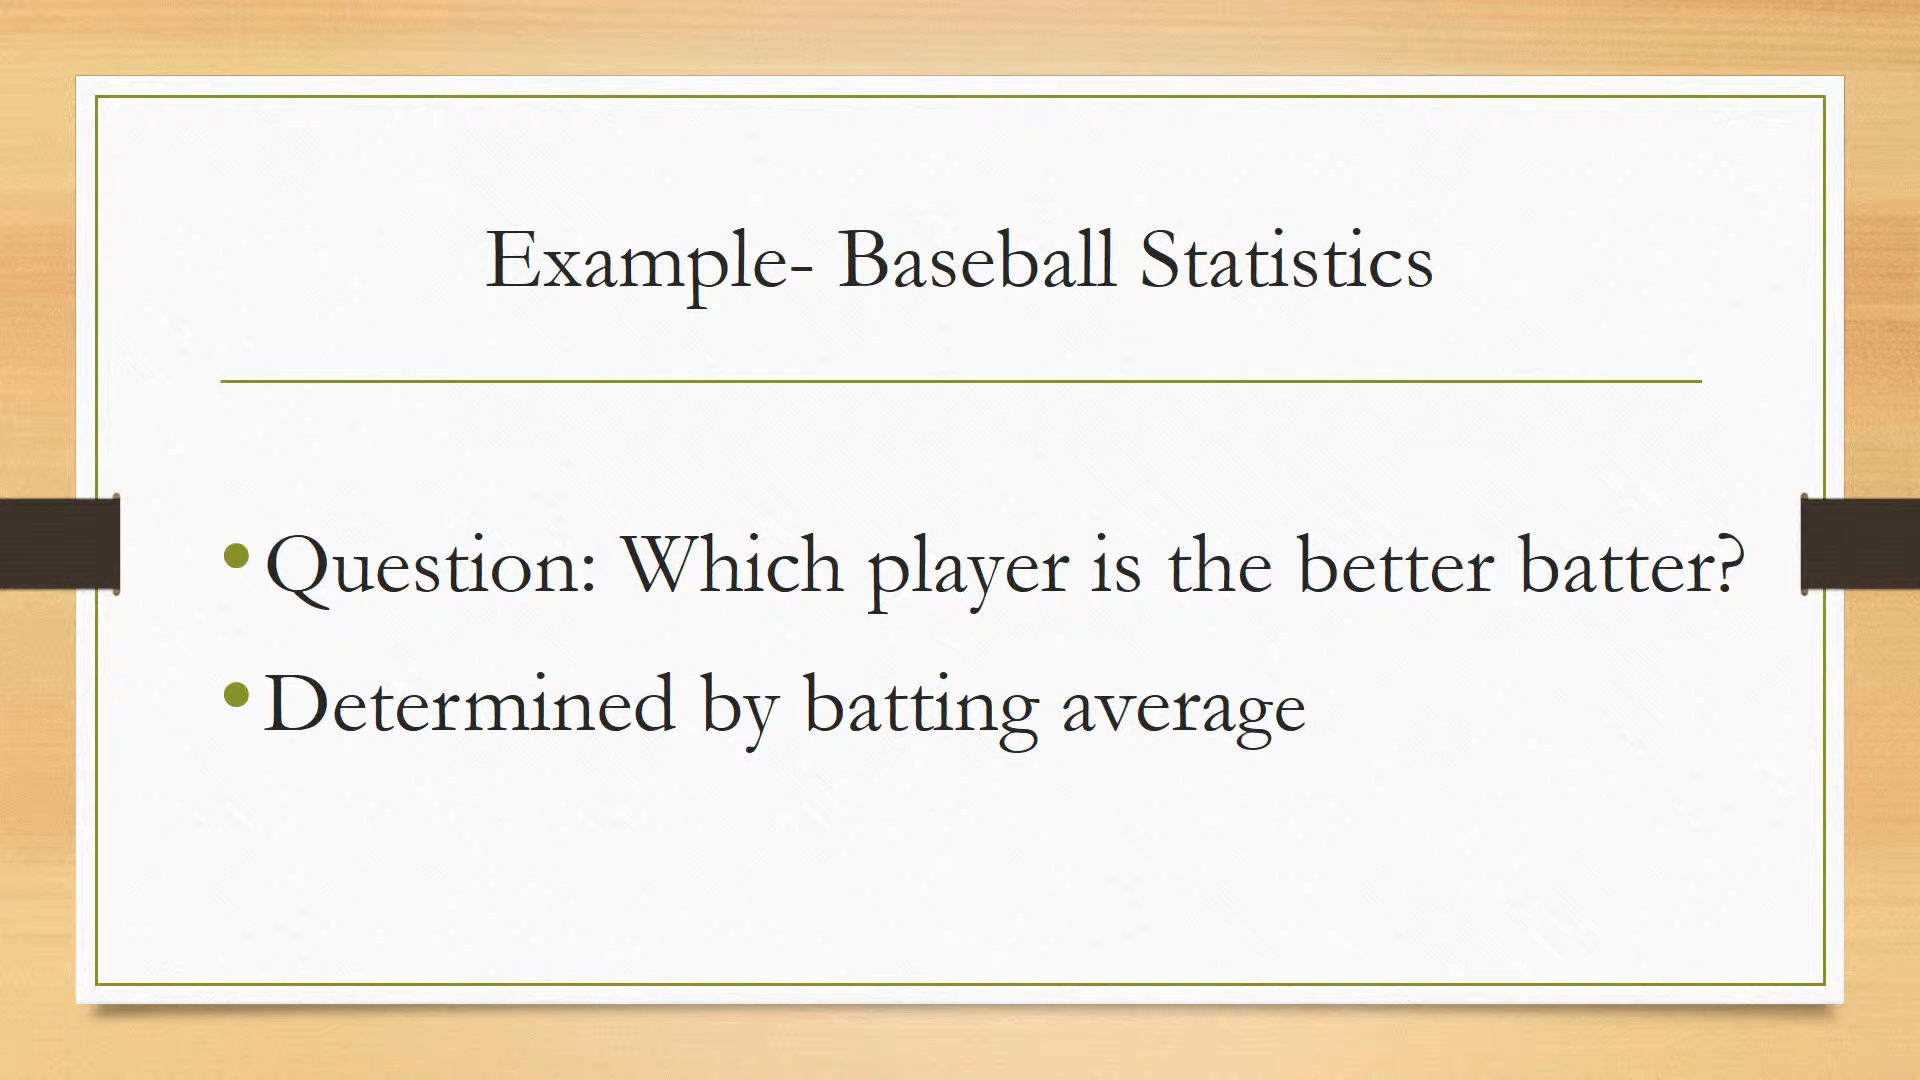 Example- Baseball Statistics
• Question: Which player is the better batter?
• Determined by batting average